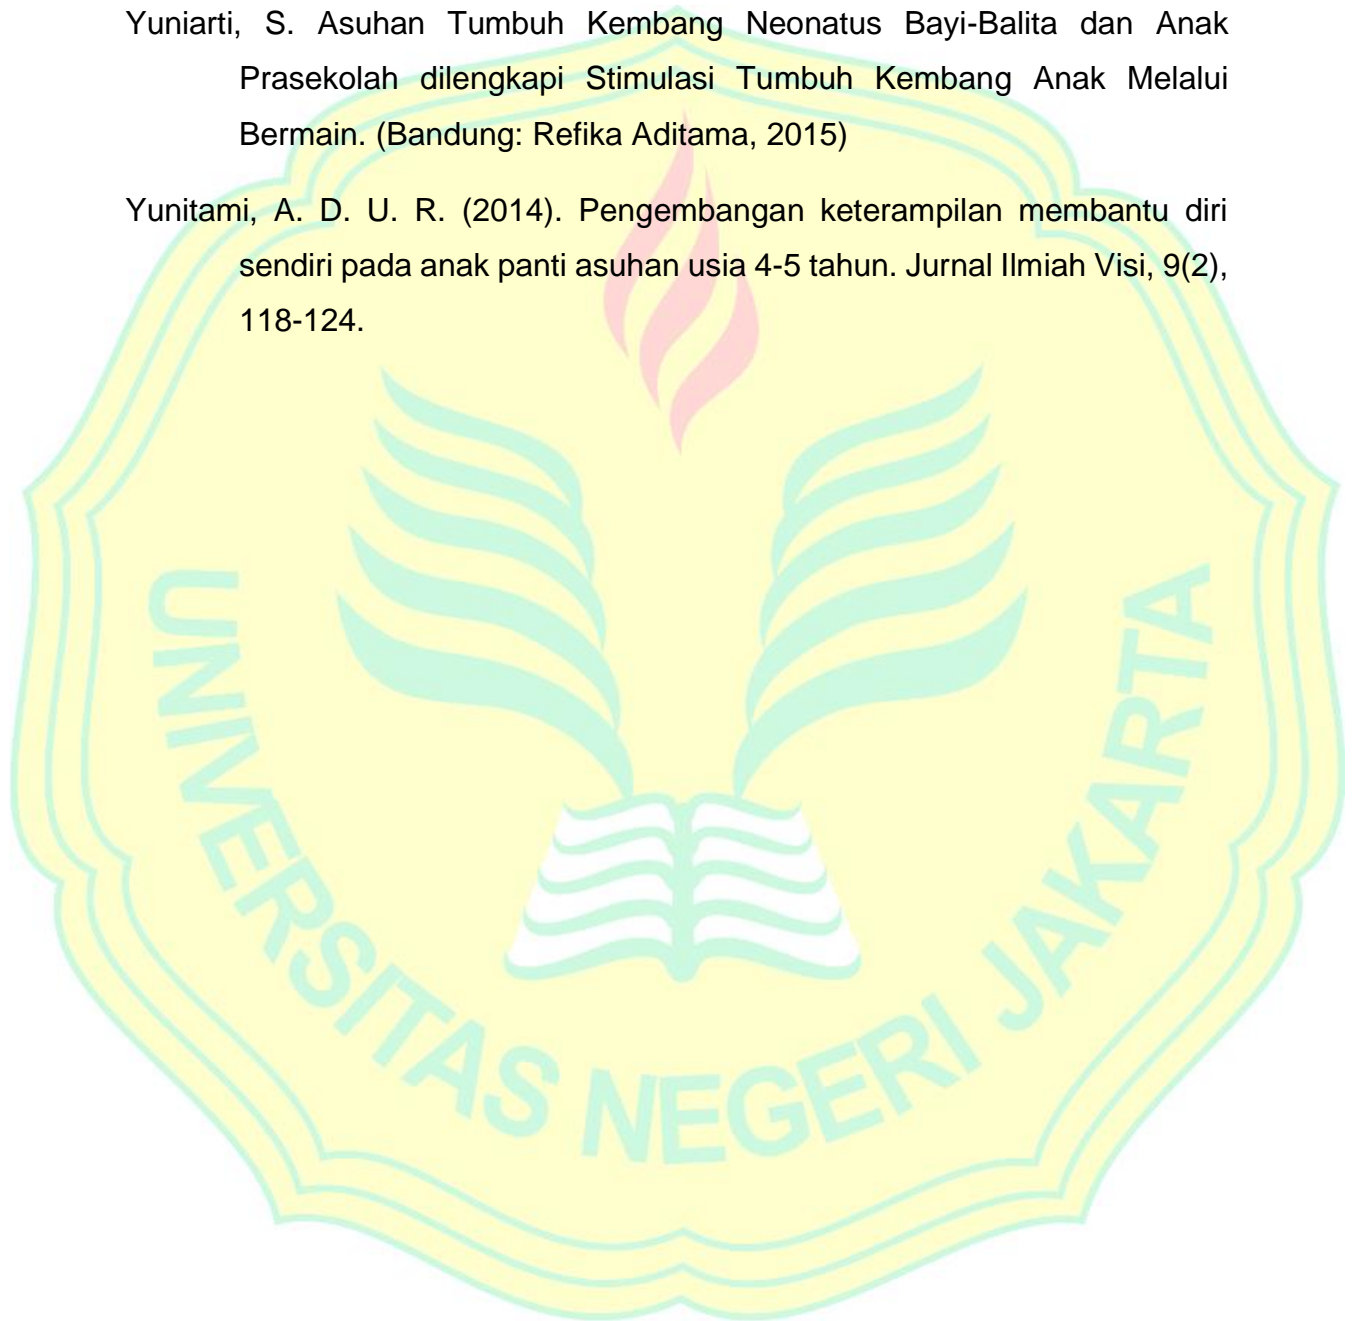 Yuniarti, S. Asuhan Tumbuh Kembang Neonatus Bayi-Balita dan Anak
Prasekolah dilengkapi Stimulasi Tumbuh Kembang Anak Melalui
Bermain. (Bandung: Refika Aditama, 2015)
Yunitami, A. D. U. R. (2014). Pengembangan keterampilan membantu diri
sendiri pada anak panti asuhan usia 4-5 tahun. Jurnal Ilmiah Visi, 9(2),
118-124.
UNIVERSITAS NEGERI JAKARTA